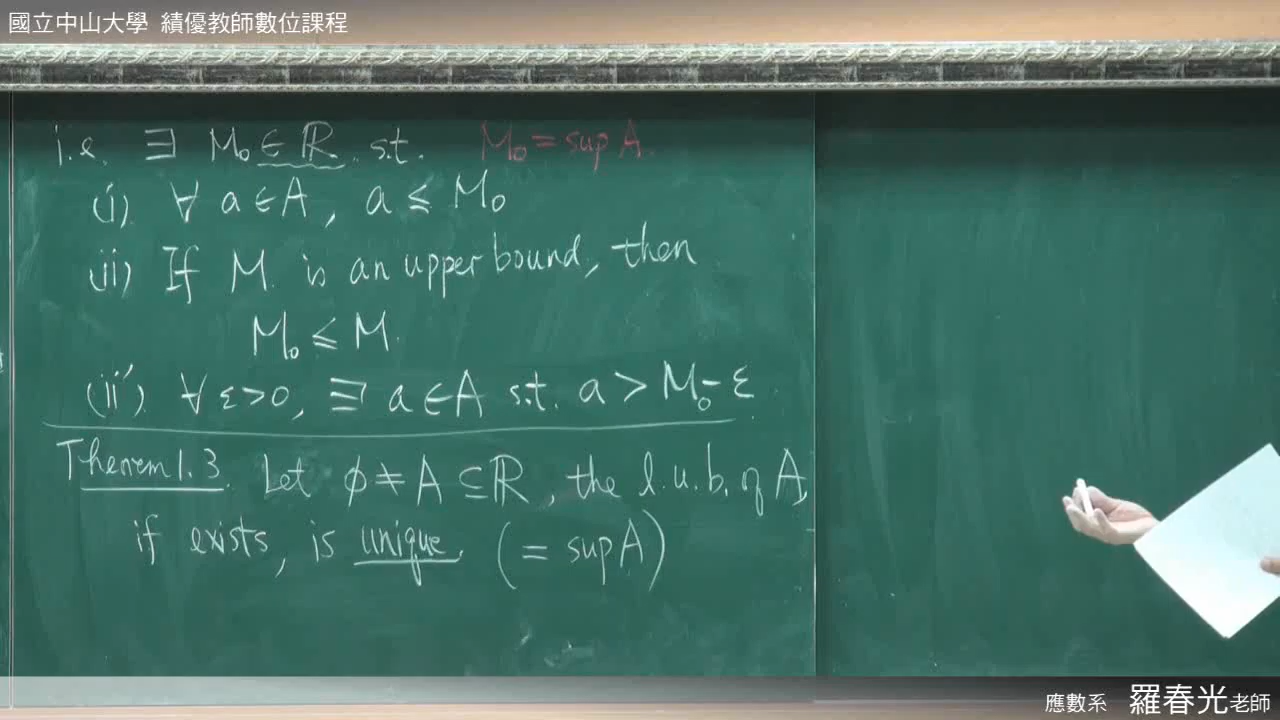 國立中山大學 績優教師數位課程
i.e. ∃ M₀ ∈ ℝ s.t. M₀ = sup A.
(i) ∀ a ∈ A, a ≤ M₀
(ii) If M is an upper bound, then
M₀ ≤ M.
(ii') ∀ ε > 0, ∃ a ∈ A s.t. a > M₀ - ε.
Theorem 1.3. Let ϕ ≠ A ⊆ ℝ, the l.u.b. of A,
if exists, is unique. (= sup A)
應數系 羅春光老師